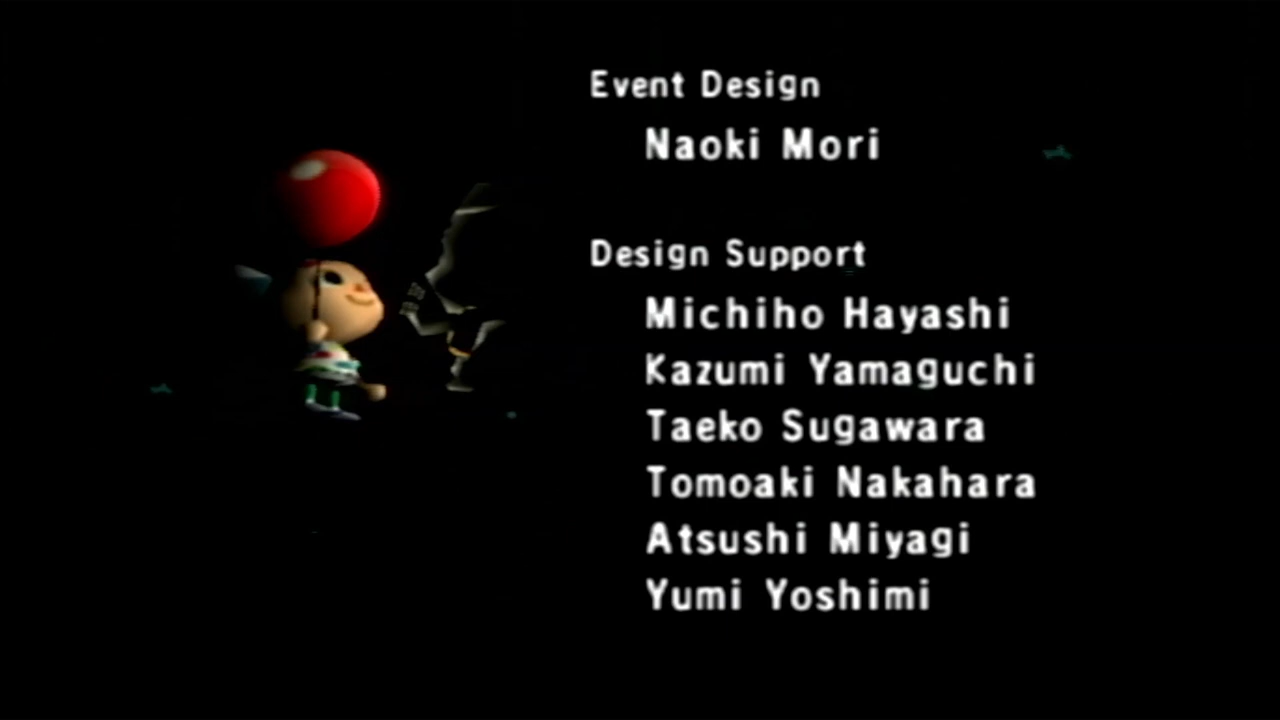 Event Design
Naoki Mori
Design Support
Michiho Hayashi
Kazumi Yamaguchi
Taeko Sugawara
Tomoaki Nakahara
Atsushi Miyagi
Yumi Yoshimi